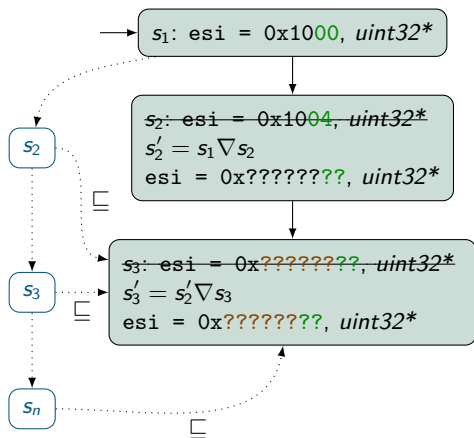 s₁: esi = 0x1000, uint32*
s₂: esi = 0x1004, uint32*
s₂′ = s₁∇s₂
esi = 0x????????, uint32*
s₂
⊑
s₃: esi = 0x????????, uint32*
s₃′ = s₂′∇s₃
esi = 0x????????, uint32*
s₃
⊑
sₙ
⊑